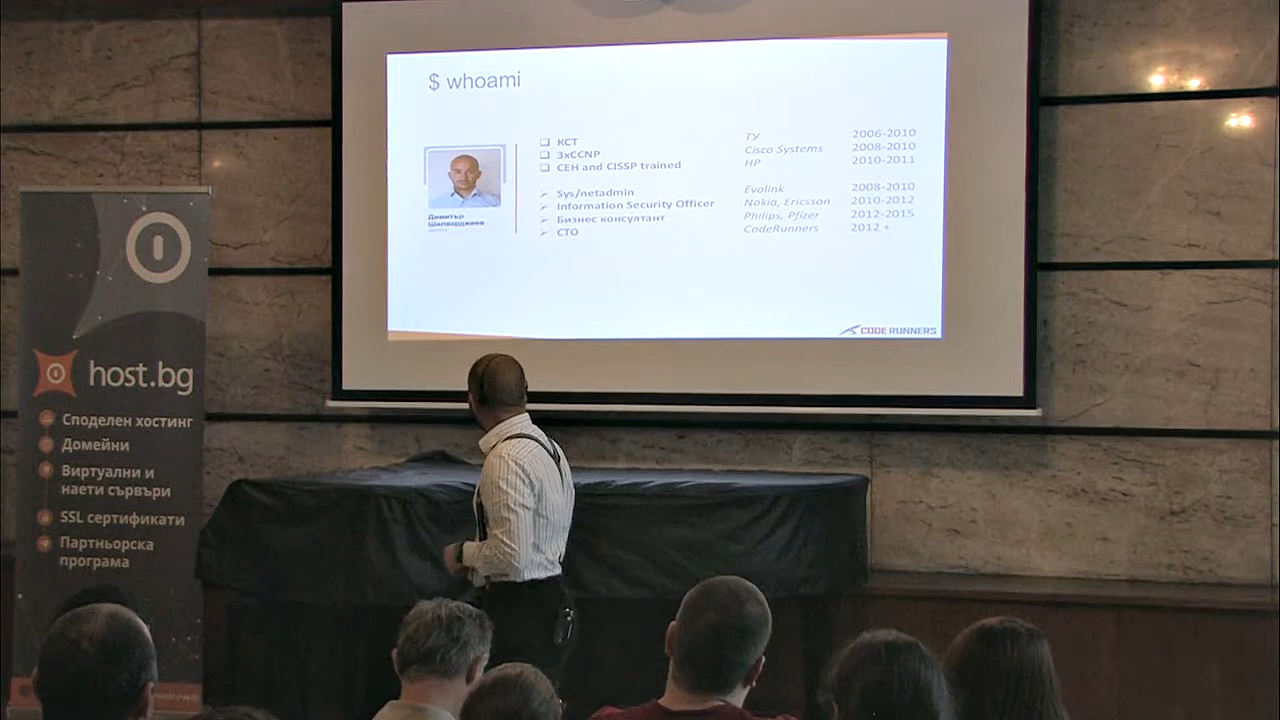 $ whoami
КСТ ТУ 2006-2010
3xCCNP Cisco Systems 2008-2010
CEH and CISSP trained HP 2010-2011
Sys/netadmin Evolink 2008-2010
Information Security Officer Nokia, Ericsson 2010-2012
Бизнес консултант Philips, Pfizer 2012-2015
CTO CodeRunners 2012 +
Димитър
Шалварджиев
CODE RUNNERS
host.bg
Споделен хостинг
Домейни
Виртуални и
наети сървъри
SSL сертификати
Партньорска
програма